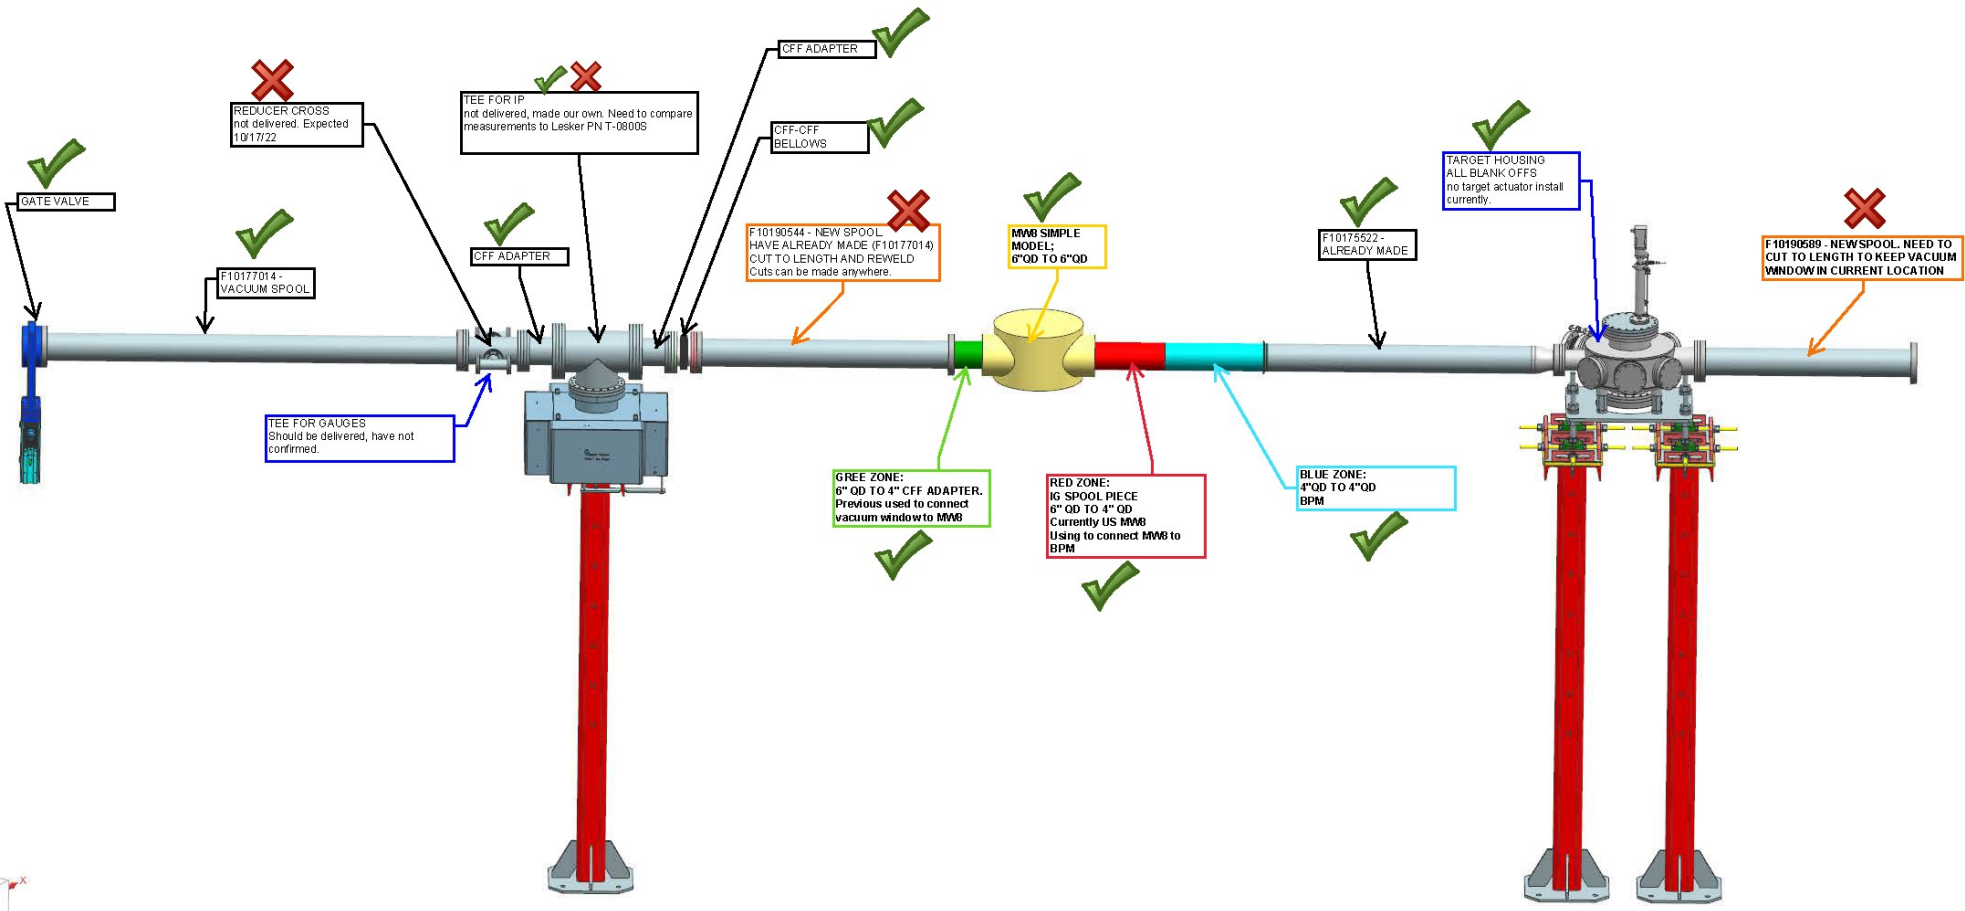 CFF ADAPTER
REDUCER CROSS
not delivered. Expected
10/17/22
TEE FOR IP
not delivered, made our own. Need to compare
measurements to Lesker PN T-0800S
CFF-CFF
BELLOWS
TARGET HOUSING
ALL BLANK OFFS
no target actuator install
currently.
GATE VALVE
F10177014 -
VACUUM SPOOL
CFF ADAPTER
F10190544 - NEW SPOOL
HAVE ALREADY MADE (F10177014)
CUT TO LENGTH AND REWELD
Cuts can be made anywhere.
MW8 SIMPLE
MODEL;
6"QD TO 6"QD
F10175522 -
ALREADY MADE
F10190589 - NEW SPOOL. NEED TO
CUT TO LENGTH TO KEEP VACUUM
WINDOW IN CURRENT LOCATION
TEE FOR GAUGES
Should be delivered, have not
confirmed.
GREE ZONE:
6" QD TO 4" CFF ADAPTER.
Previous used to connect
vacuum window to MW8
RED ZONE:
IG SPOOL PIECE
6" QD TO 4" QD
Currently US MW8
Using to connect MW8 to
BPM
BLUE ZONE:
4"QD TO 4"QD
BPM
X